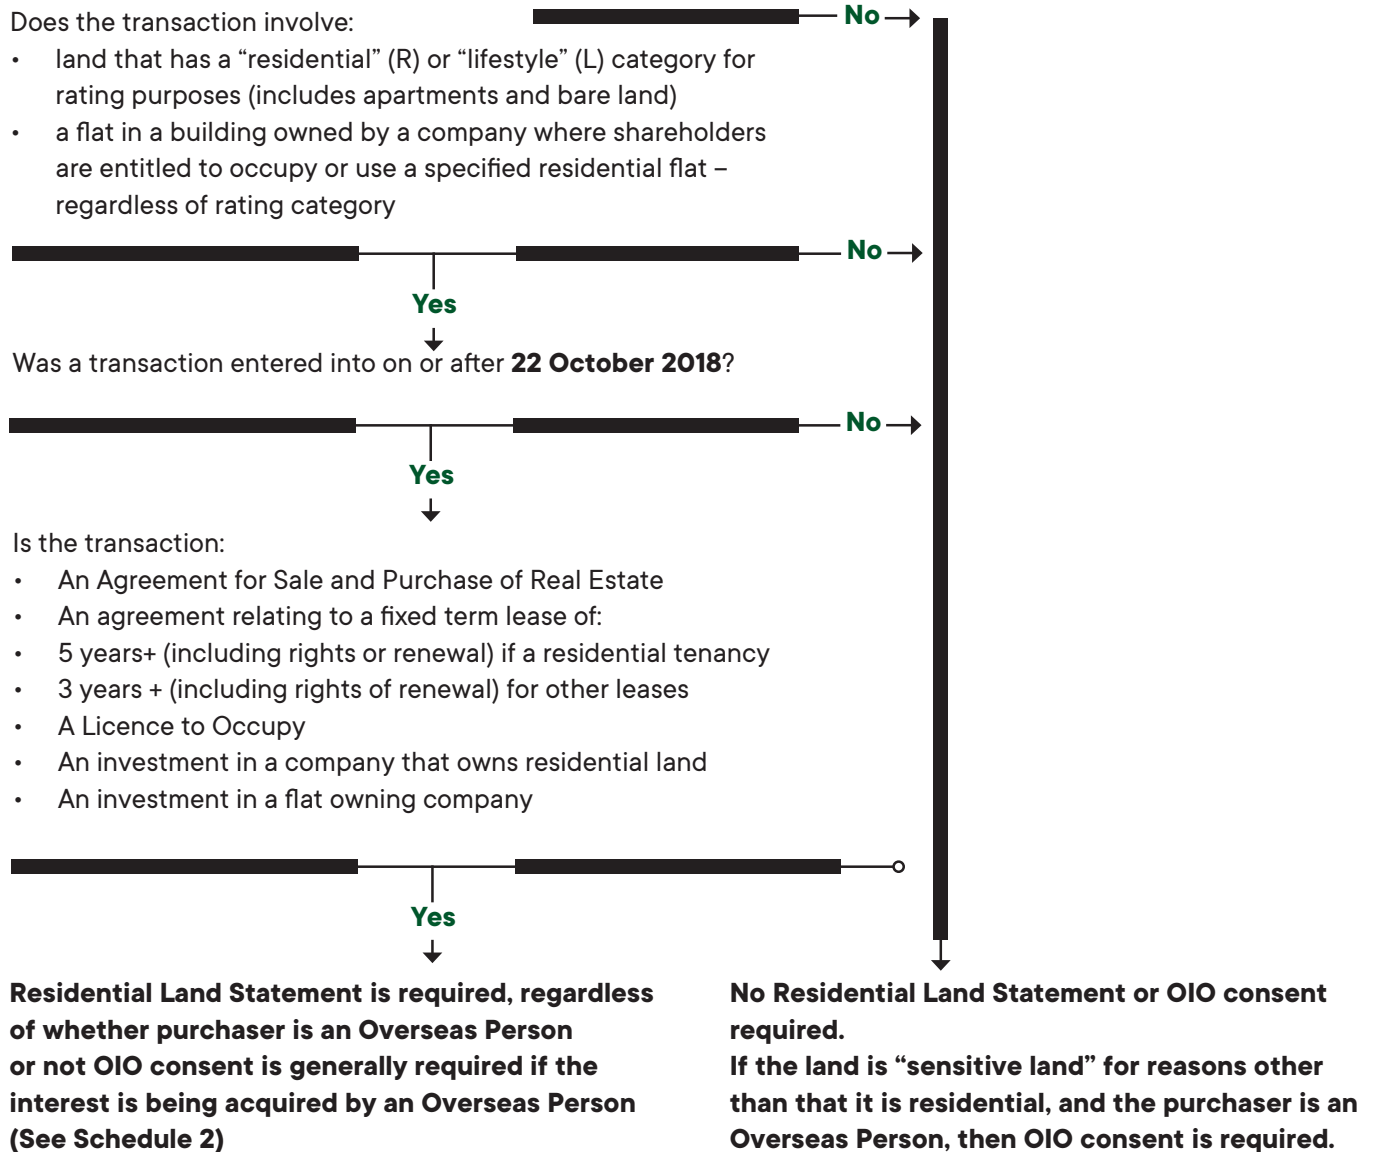 Does the transaction involve:
No
• land that has a “residential” (R) or “lifestyle” (L) category for
rating purposes (includes apartments and bare land)
• a flat in a building owned by a company where shareholders
are entitled to occupy or use a specified residential flat –
regardless of rating category
No
Yes
Was a transaction entered into on or after 22 October 2018?
No
Yes
Is the transaction:
• An Agreement for Sale and Purchase of Real Estate
• An agreement relating to a fixed term lease of:
• 5 years+ (including rights or renewal) if a residential tenancy
• 3 years + (including rights of renewal) for other leases
• A Licence to Occupy
• An investment in a company that owns residential land
• An investment in a flat owning company
Yes
Residential Land Statement is required, regardless
of whether purchaser is an Overseas Person
or not OIO consent is generally required if the
interest is being acquired by an Overseas Person
(See Schedule 2)
No Residential Land Statement or OIO consent
required.
If the land is “sensitive land” for reasons other
than that it is residential, and the purchaser is an
Overseas Person, then OIO consent is required.